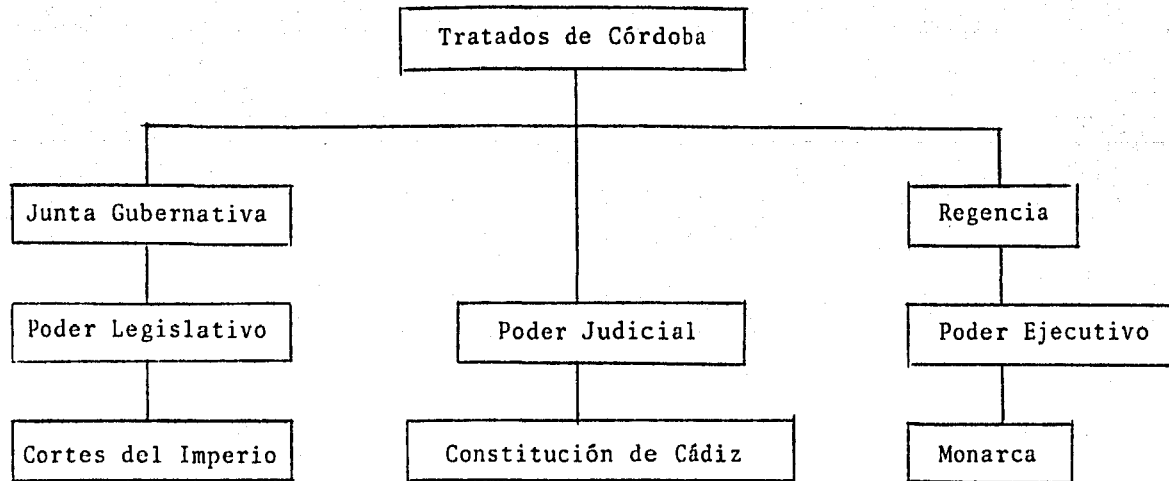 Tratados de Córdoba
Junta Gubernativa
Regencia
Poder Legislativo
Poder Judicial
Poder Ejecutivo
Cortes del Imperio
Constitución de Cádiz
Monarca